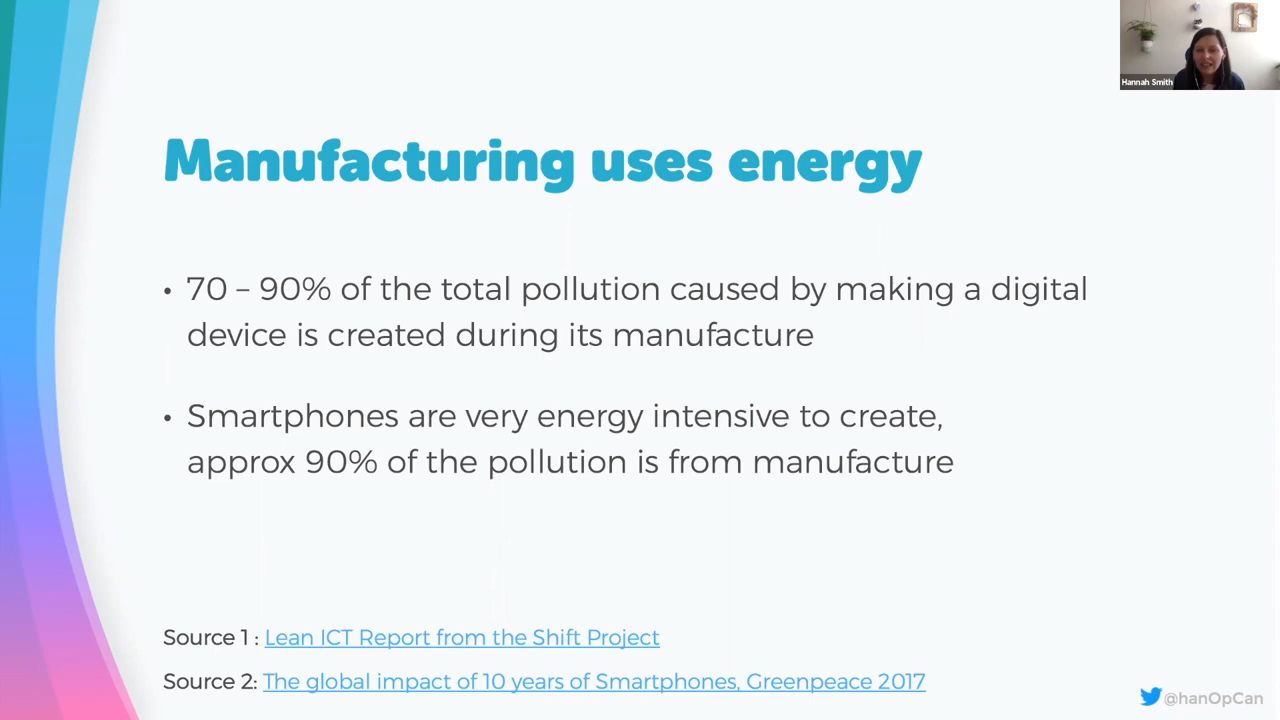 Hannah Smith
Manufacturing uses energy
• 70 – 90% of the total pollution caused by making a digital
device is created during its manufacture
• Smartphones are very energy intensive to create,
approx 90% of the pollution is from manufacture
Source 1 : Lean ICT Report from the Shift Project
Source 2: The global impact of 10 years of Smartphones, Greenpeace 2017
@hanOpCan